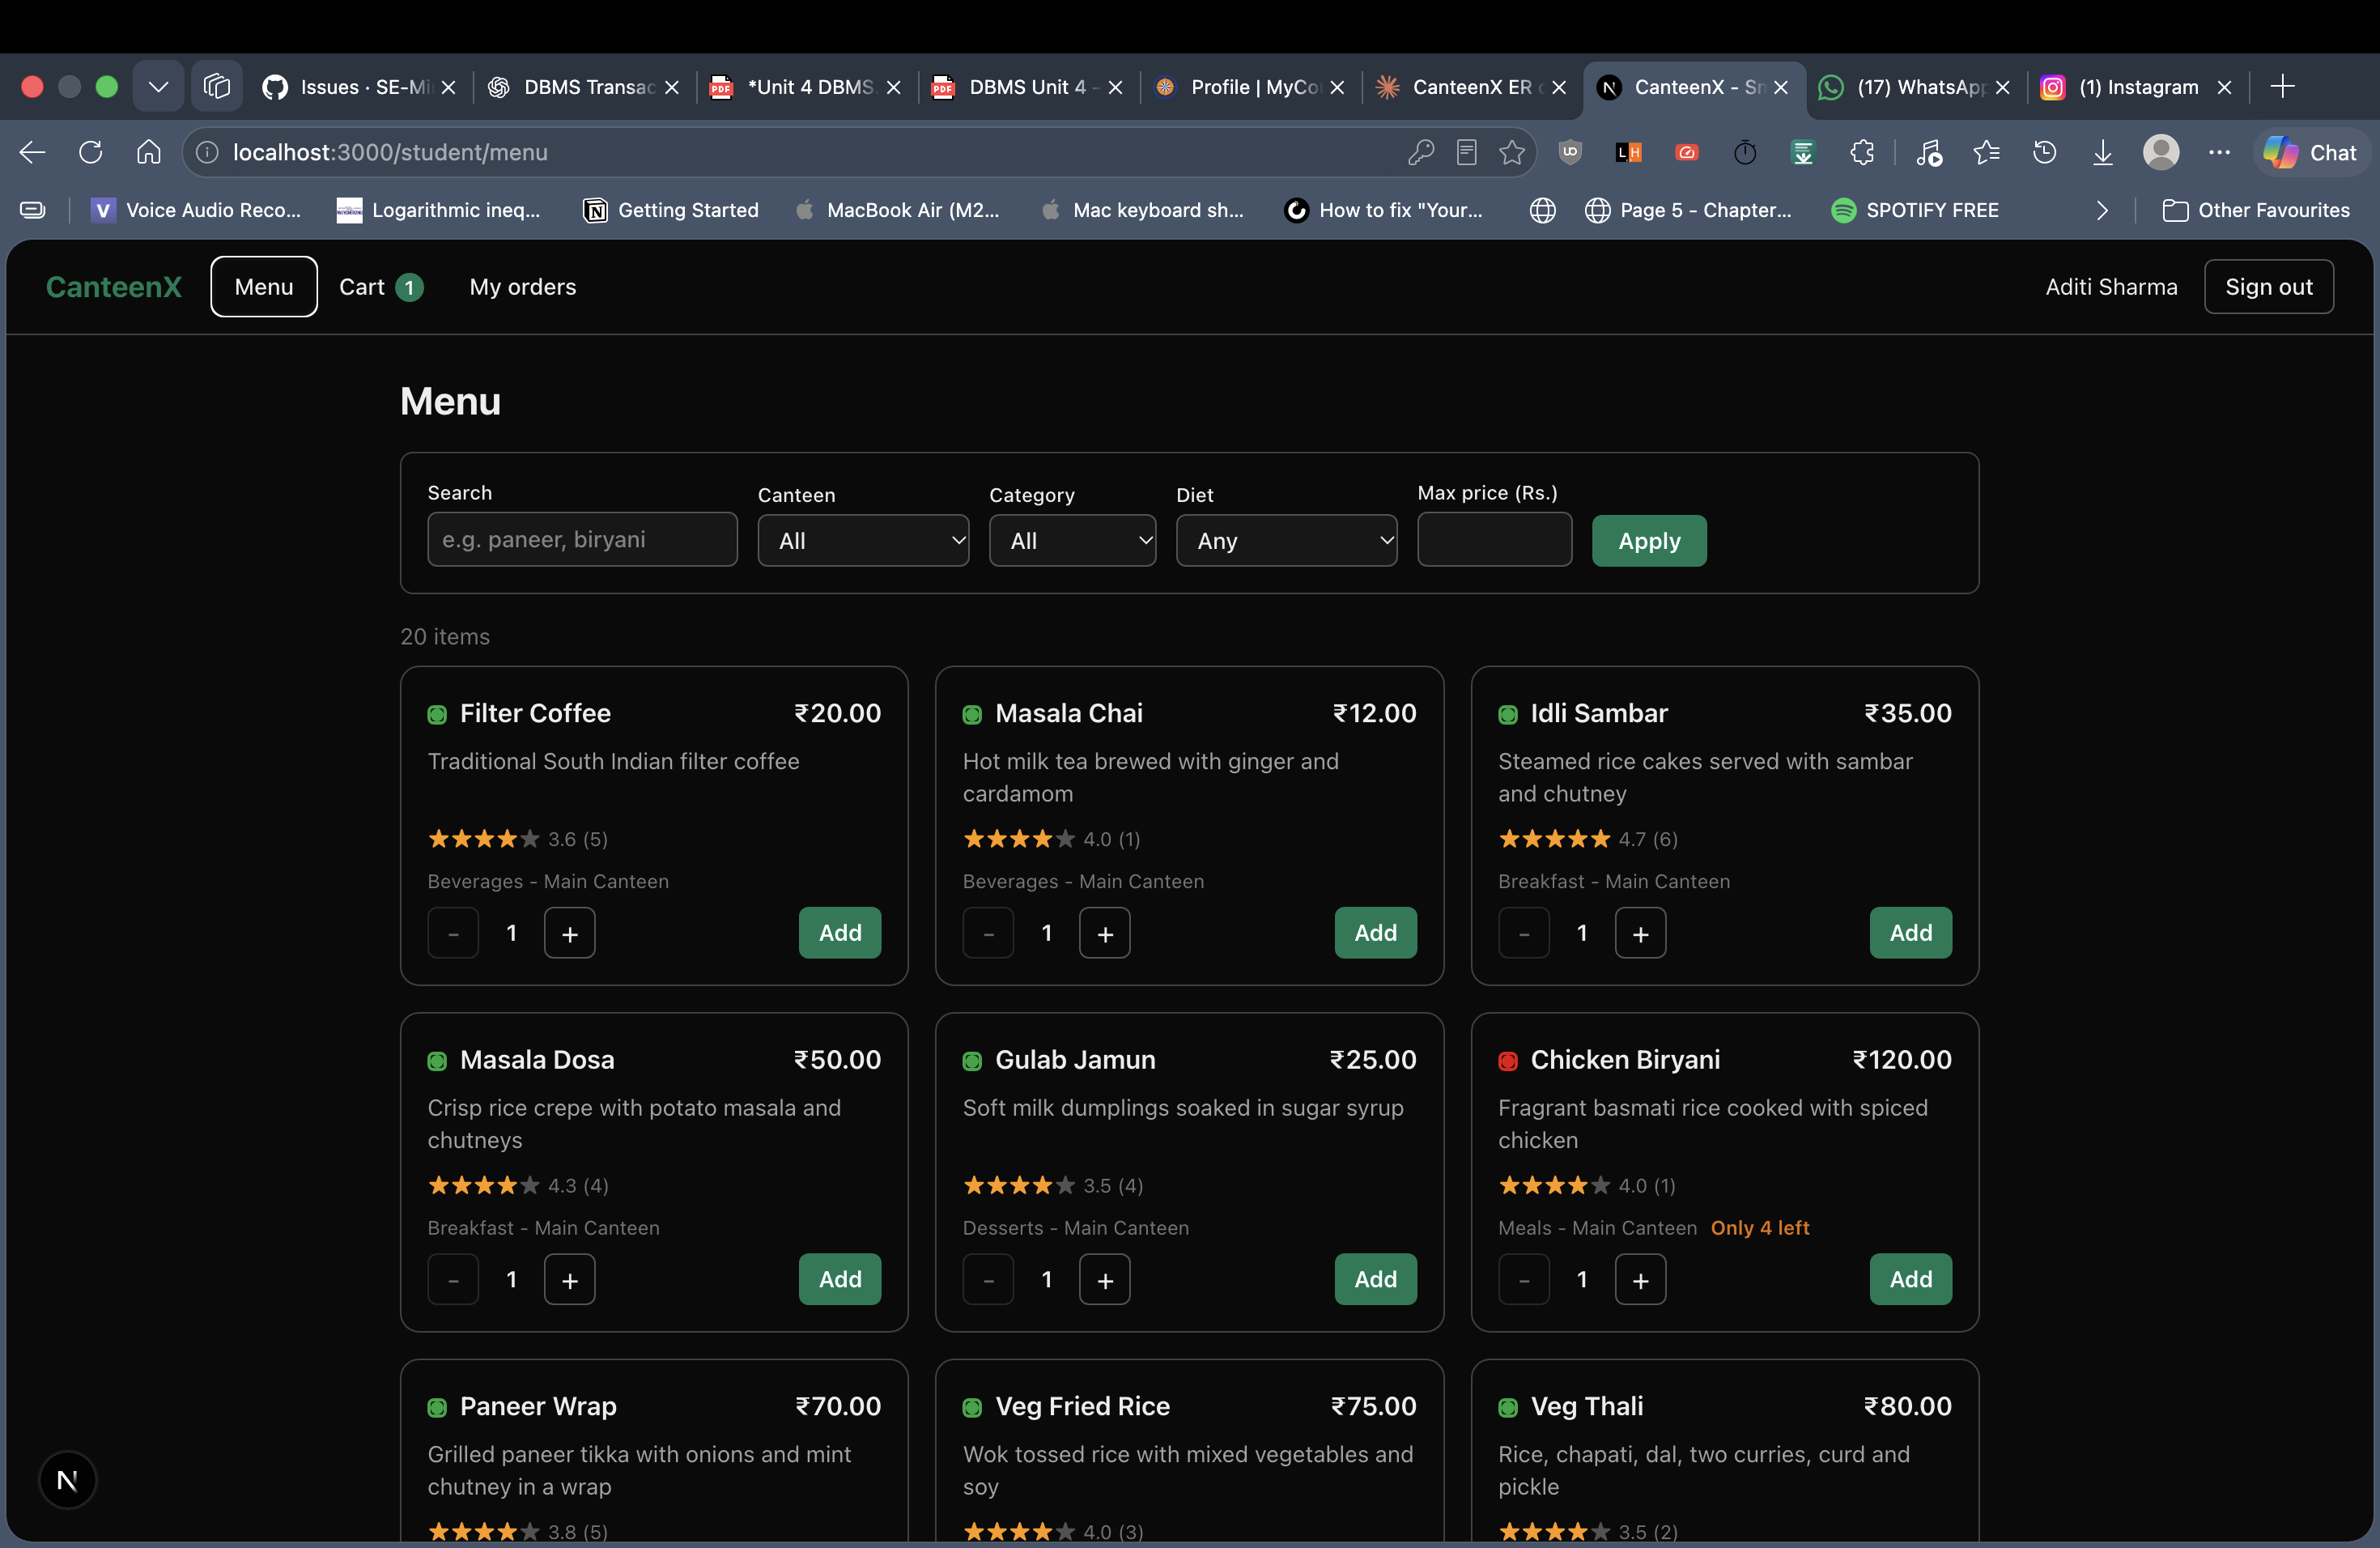 Issues · SE-Mi
DBMS Transac
*Unit 4 DBMS.
DBMS Unit 4 -
Profile | MyCo
CanteenX ER
CanteenX - Sm
(17) WhatsApp
(1) Instagram
localhost:3000/student/menu
Chat
Voice Audio Reco...
Logarithmic ineq...
Getting Started
MacBook Air (M2...
Mac keyboard sh...
How to fix "Your...
Page 5 - Chapter...
SPOTIFY FREE
Other Favourites
CanteenX Menu Cart 1 My orders Aditi Sharma Sign out
Menu
Search Canteen Category Diet Max price (Rs.)
e.g. paneer, biryani All All Any Apply
20 items
Filter Coffee ₹20.00
Traditional South Indian filter coffee
3.6 (5)
Beverages - Main Canteen
- 1 + Add
Masala Chai ₹12.00
Hot milk tea brewed with ginger and
cardamom
4.0 (1)
Beverages - Main Canteen
- 1 + Add
Idli Sambar ₹35.00
Steamed rice cakes served with sambar
and chutney
4.7 (6)
Breakfast - Main Canteen
- 1 + Add
Masala Dosa ₹50.00
Crisp rice crepe with potato masala and
chutneys
4.3 (4)
Breakfast - Main Canteen
- 1 + Add
Gulab Jamun ₹25.00
Soft milk dumplings soaked in sugar syrup
3.5 (4)
Desserts - Main Canteen
- 1 + Add
Chicken Biryani ₹120.00
Fragrant basmati rice cooked with spiced
chicken
4.0 (1)
Meals - Main Canteen Only 4 left
- 1 + Add
Paneer Wrap ₹70.00
Grilled paneer tikka with onions and mint
chutney in a wrap
3.8 (5)
Veg Fried Rice ₹75.00
Wok tossed rice with mixed vegetables and
soy
4.0 (3)
Veg Thali ₹80.00
Rice, chapati, dal, two curries, curd and
pickle
3.5 (2)
N